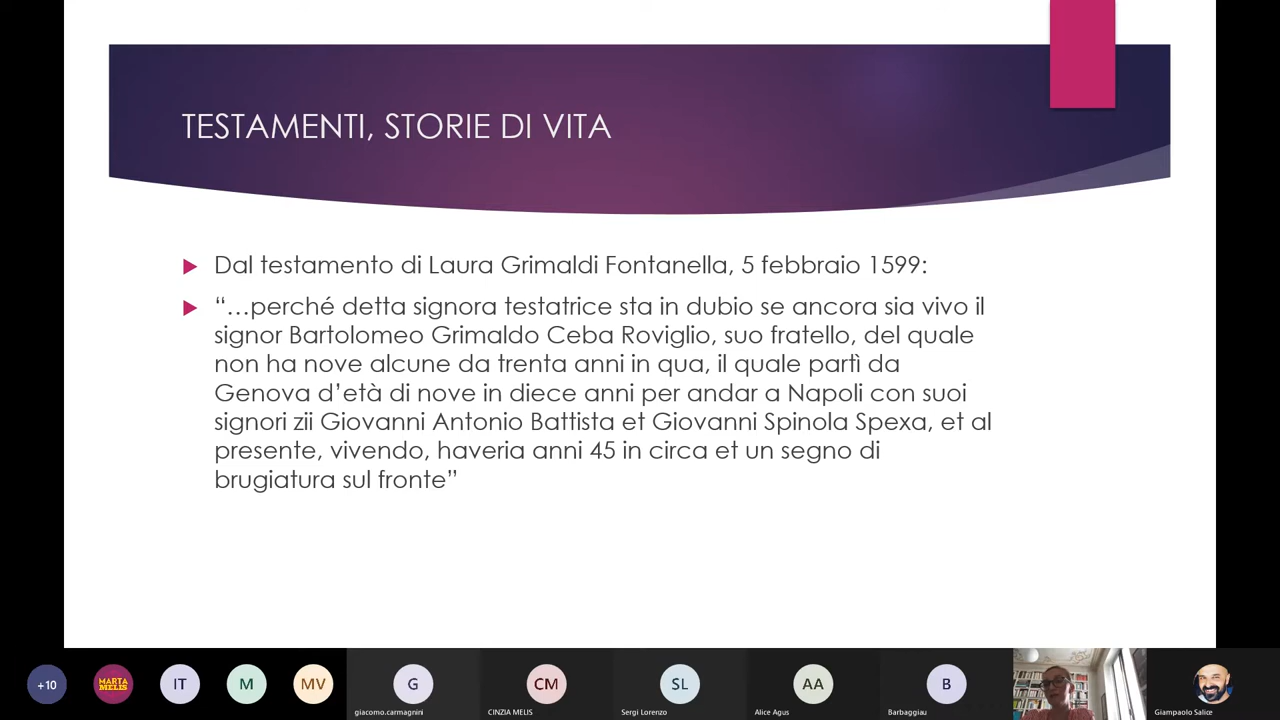 TESTAMENTI, STORIE DI VITA
Dal testamento di Laura Grimaldi Fontanella, 5 febbraio 1599:
“…perché detta signora testatrice sta in dubio se ancora sia vivo il
signor Bartolomeo Grimaldo Ceba Roviglio, suo fratello, del quale
non ha nove alcune da trenta anni in qua, il quale partì da
Genova d’età di nove in diece anni per andar a Napoli con suoi
signori zii Giovanni Antonio Battista et Giovanni Spinola Spexa, et al
presente, vivendo, haveria anni 45 in circa et un segno di
brugiatura sul fronte”
+10
MARTA
MELIS
IT
M
MV
G
CM
SL
AA
B
giacomo.carmagnini
CINZIA MELIS
Sergi Lorenzo
Alice Agus
Barbaggiau
Giampaolo Salice